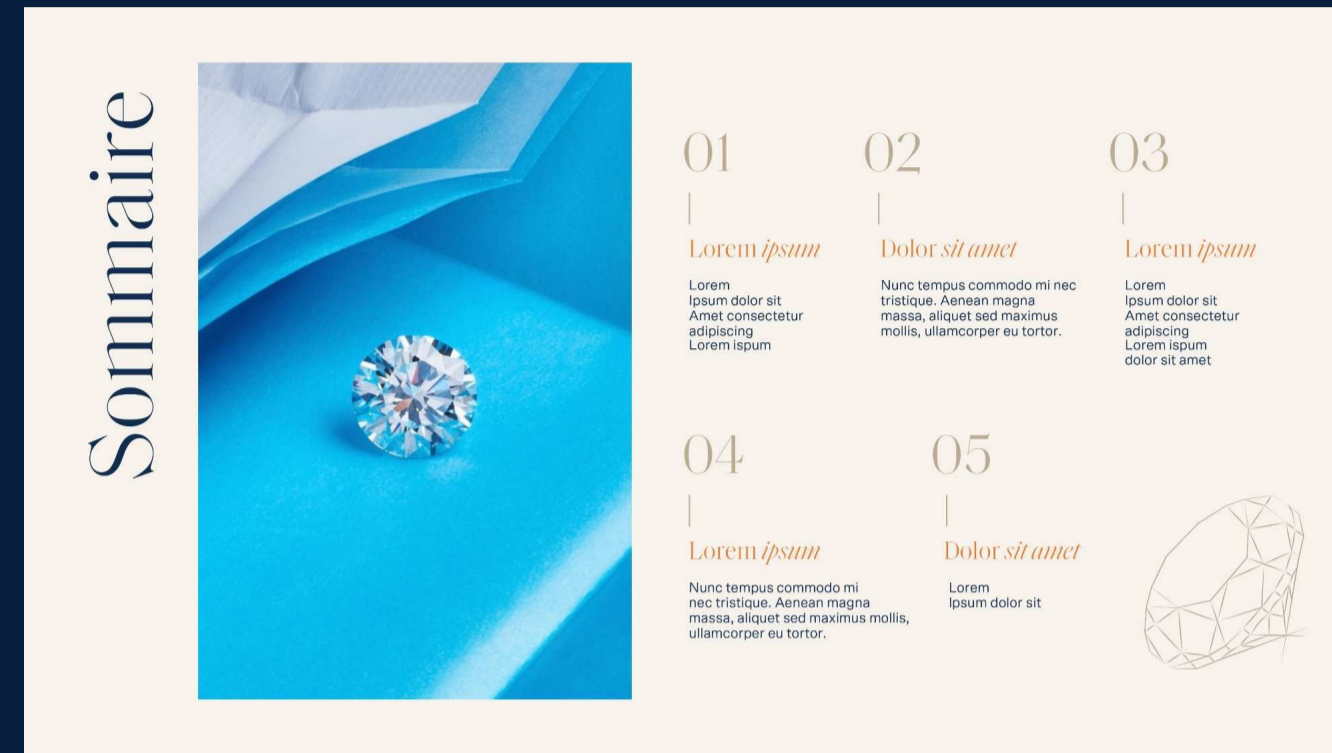 Sommaire
01
Lorem ipsum
Lorem
Ipsum dolor sit
Amet consectetur
adipiscing
Lorem ispum
02
Dolor sit amet
Nunc tempus commodo mi nec
tristique. Aenean magna
massa, aliquet sed maximus
mollis, ullamcorper eu tortor.
03
Lorem ipsum
Lorem
Ipsum dolor sit
Amet consectetur
adipiscing
Lorem ispum
dolor sit amet
04
Lorem ipsum
Nunc tempus commodo mi
nec tristique. Aenean magna
massa, aliquet sed maximus mollis,
ullamcorper eu tortor.
05
Dolor sit amet
Lorem
Ipsum dolor sit